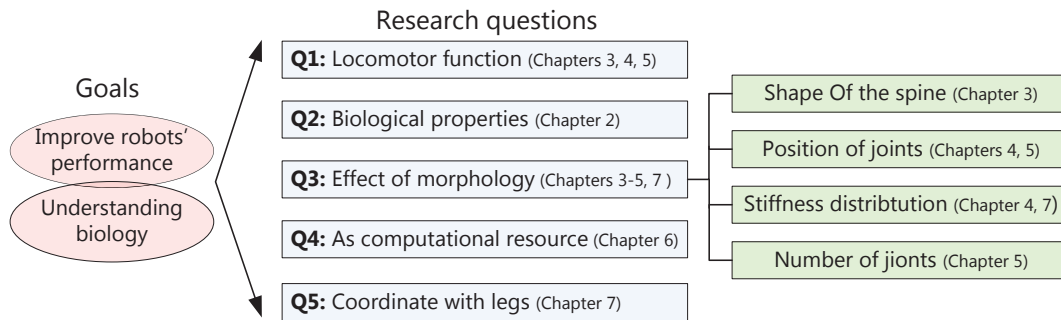 Research questions
Goals
Improve robots'
performance
Understanding
biology
Q1: Locomotor function (Chapters 3, 4, 5)
Q2: Biological properties (Chapter 2)
Q3: Effect of morphology (Chapters 3-5, 7 )
Q4: As computational resource (Chapter 6)
Q5: Coordinate with legs (Chapter 7)
Shape Of the spine (Chapter 3)
Position of joints (Chapters 4, 5)
Stiffness distribtution (Chapter 4, 7)
Number of jionts (Chapter 5)